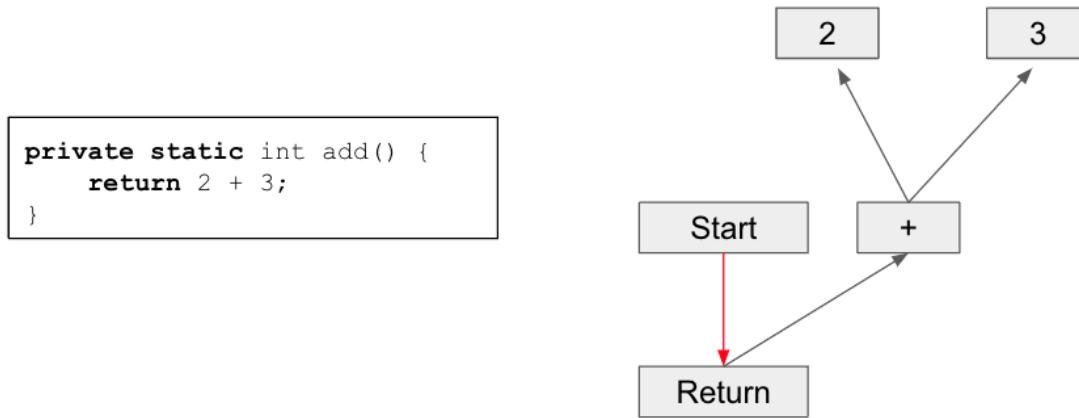 private static int add() {
    return 2 + 3;
}
2
3
Start
+
Return